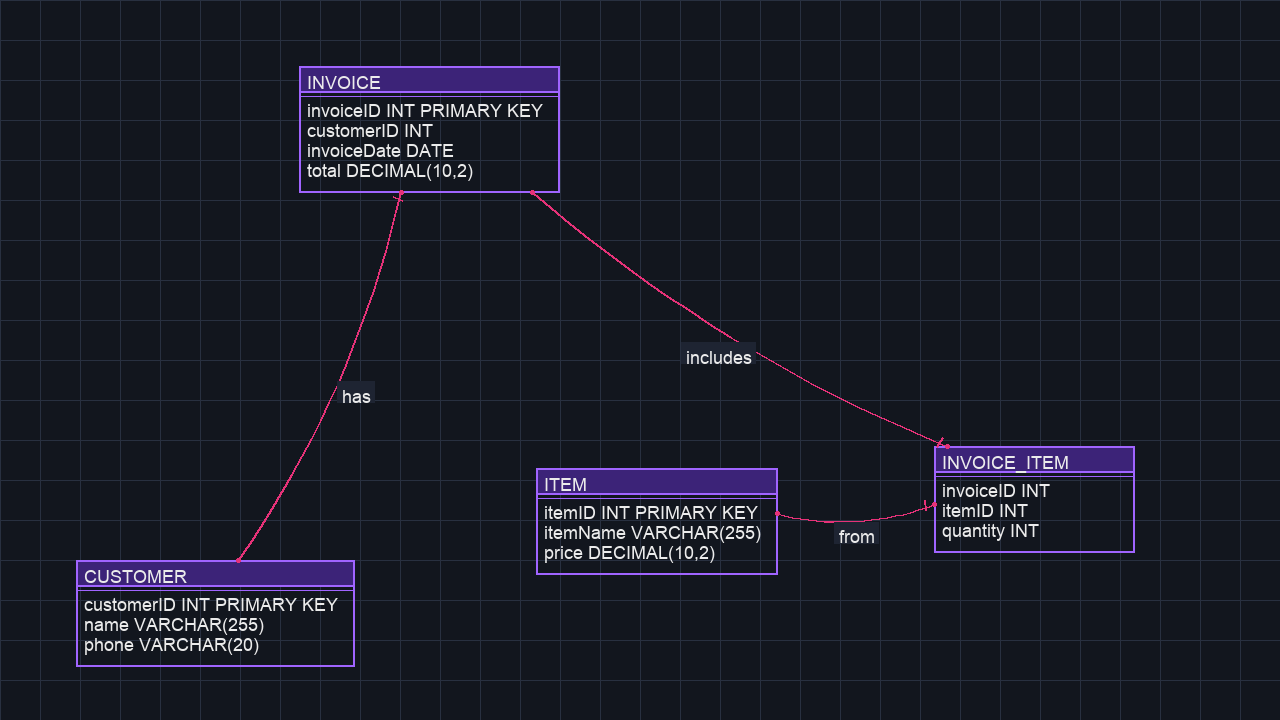 INVOICE
invoiceID INT PRIMARY KEY
customerID INT
invoiceDate DATE
total DECIMAL(10,2)
includes
has
INVOICE_ITEM
invoiceID INT
itemID INT
quantity INT
ITEM
itemID INT PRIMARY KEY
itemName VARCHAR(255)
price DECIMAL(10,2)
from
CUSTOMER
customerID INT PRIMARY KEY
name VARCHAR(255)
phone VARCHAR(20)